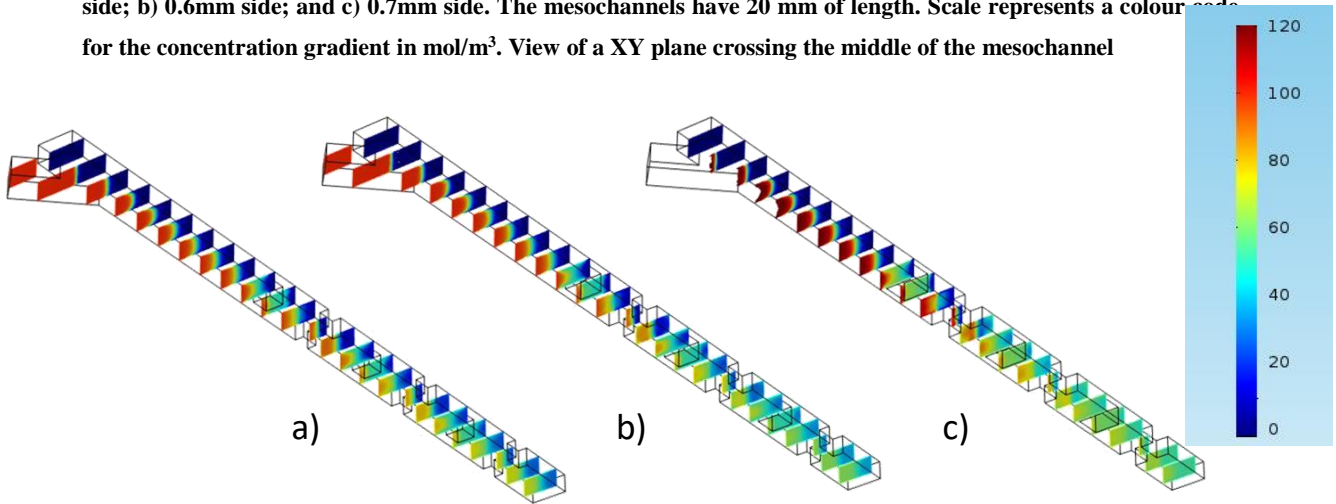 side; b) 0.6mm side; and c) 0.7mm side. The mesochannels have 20 mm of length. Scale represents a colour code
for the concentration gradient in mol/m³. View of a XY plane crossing the middle of the mesochannel
120
100
80
60
40
20
0
a)
b)
c)